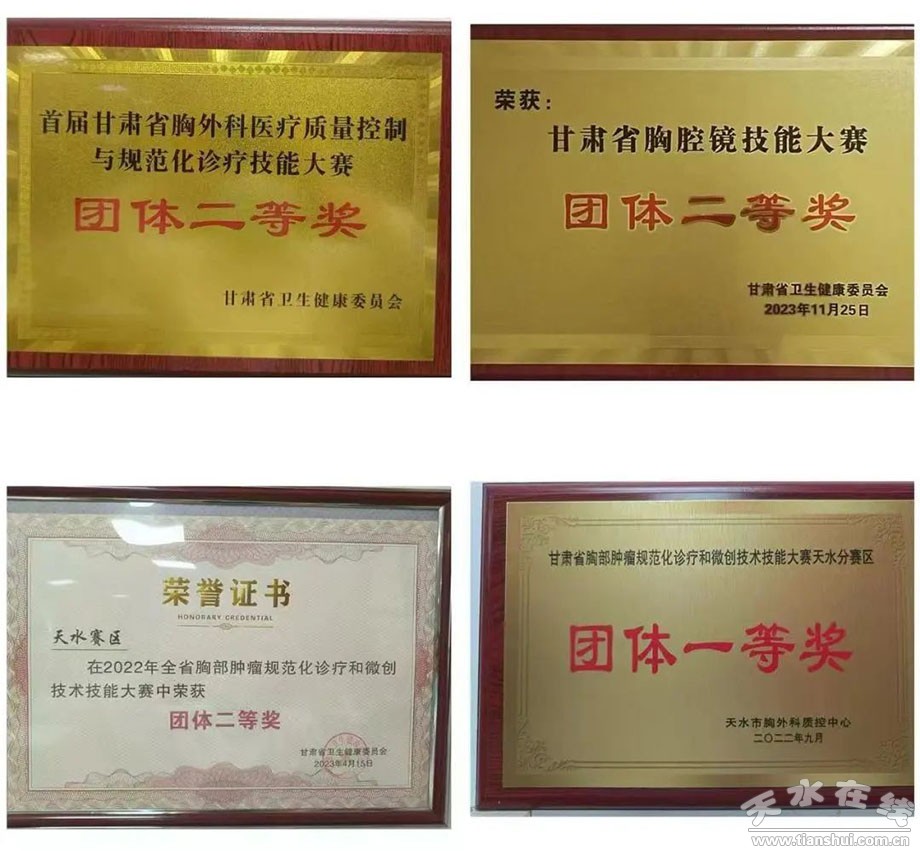 首届甘肃省胸外科医疗质量控制
与规范化诊疗技能大赛
团体二等奖
甘肃省卫生健康委员会
荣获：
甘肃省胸腔镜技能大赛
团体二等奖
甘肃省卫生健康委员会
2023年11月25日
荣誉证书
HONORARY CREDENTIAL
天水赛区
在2022年全省胸部肿瘤规范化诊疗和微创
技术技能大赛中荣获
团体二等奖
甘肃省卫生健康委员会
2023年4月15日
甘肃省胸部肿瘤规范化诊疗和微创技术技能大赛天水分赛区
团体一等奖
天水市胸外科质控中心
二〇二二年九月
天水在线
www.tianshui.com.cn